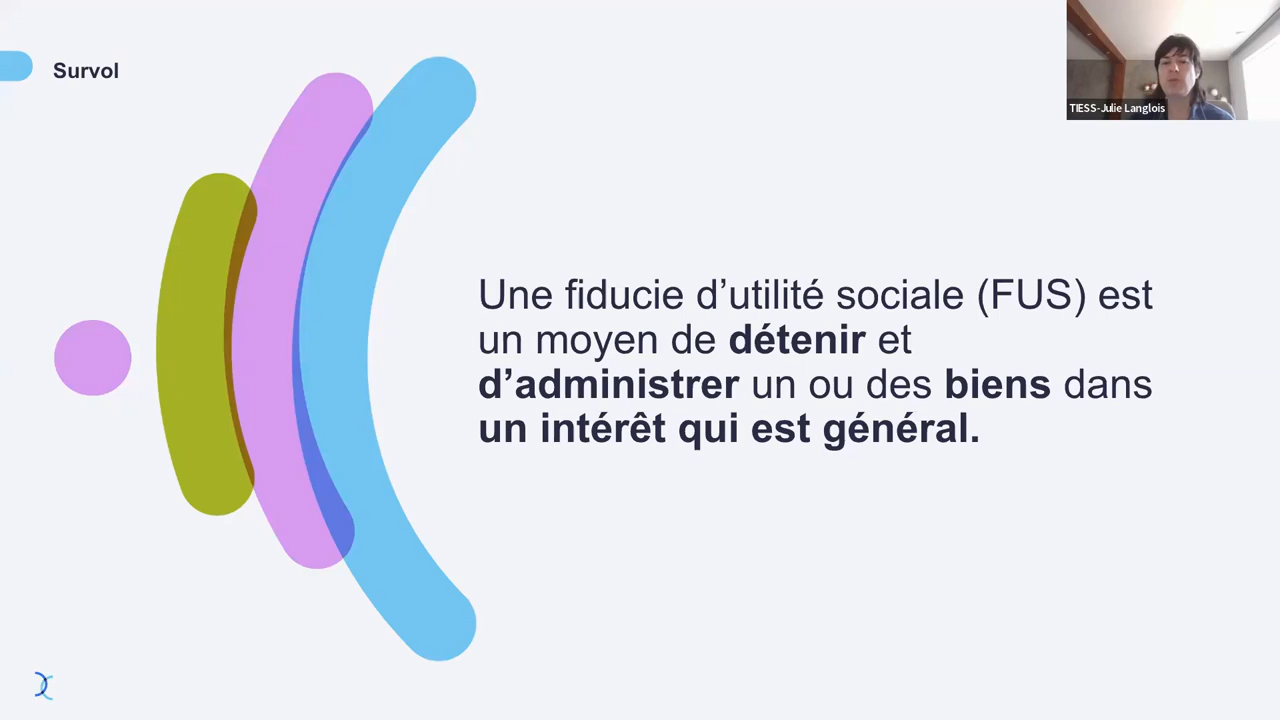 Survol
TIESS-Julie Langlois
Une fiducie d’utilité sociale (FUS) est
un moyen de détenir et
d’administrer un ou des biens dans
un intérêt qui est général.